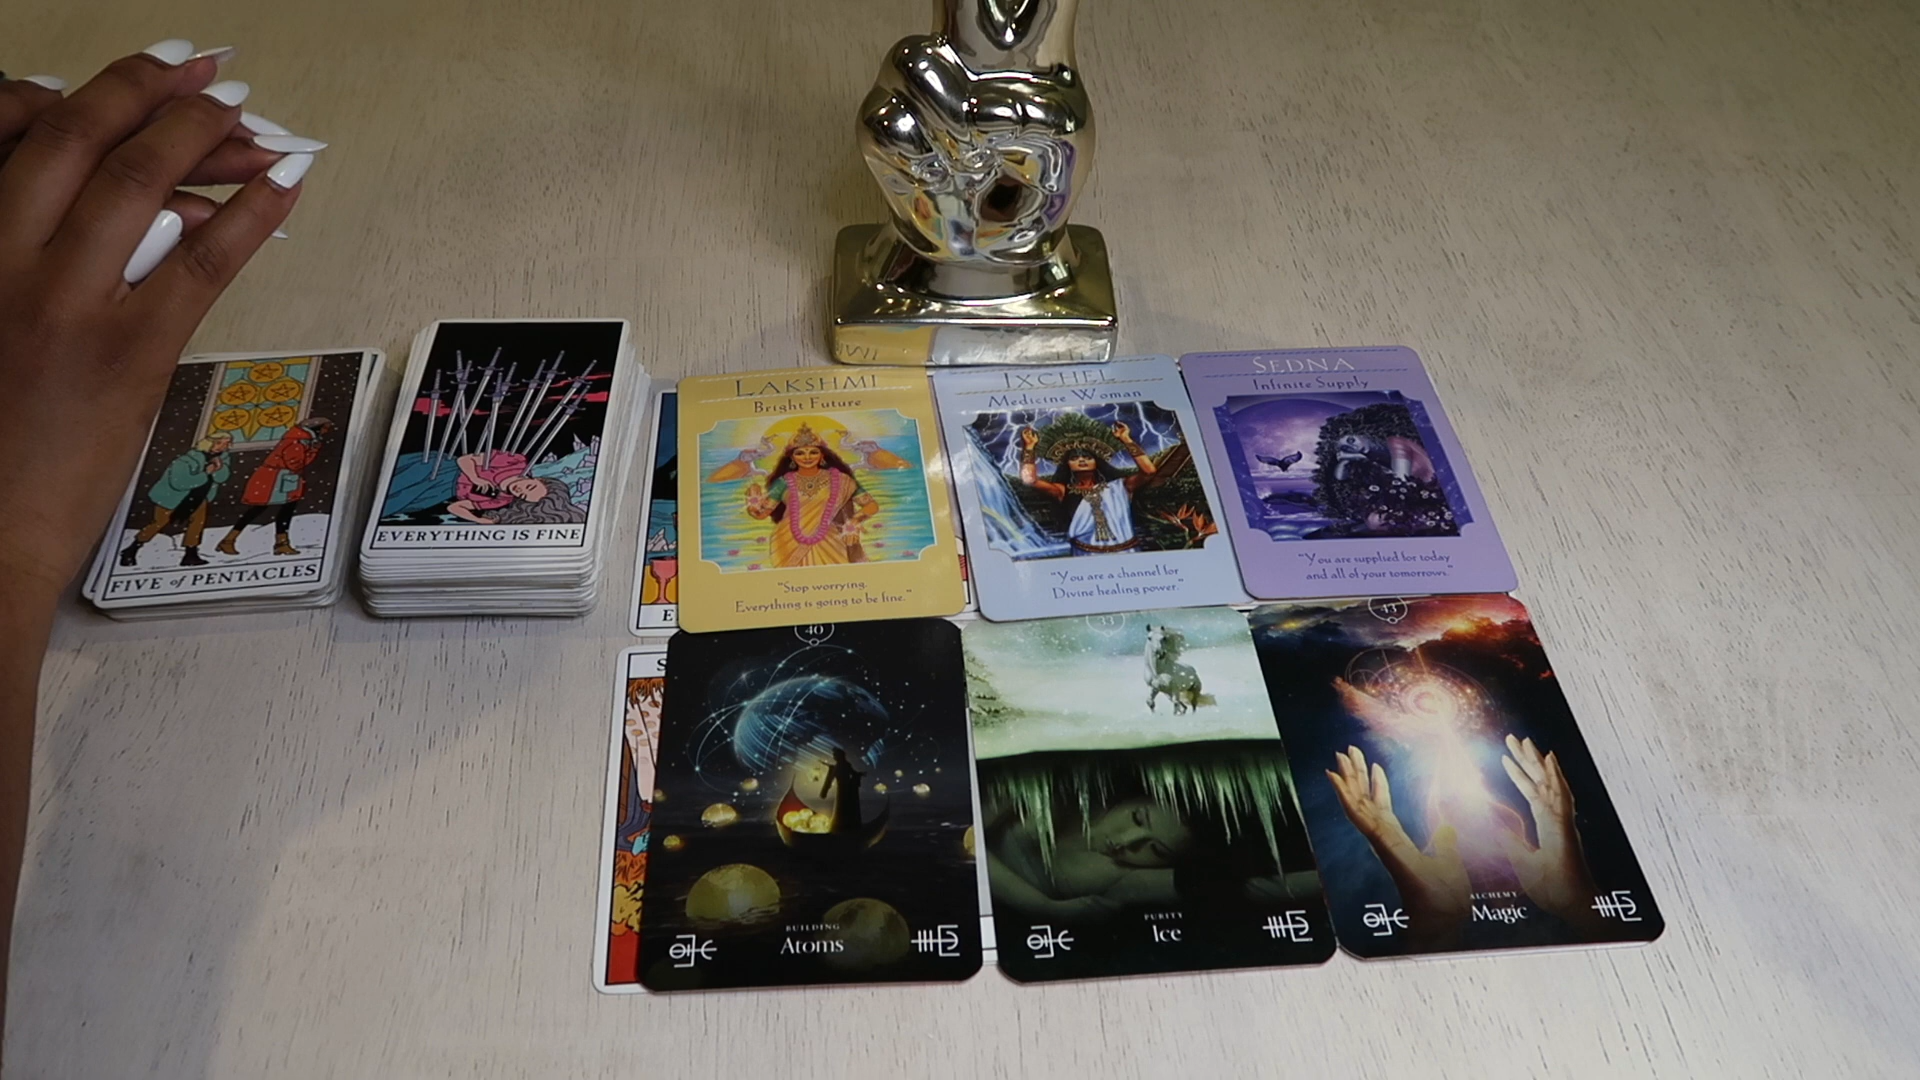 FIVE of PENTACLES
EVERYTHING IS FINE
LAKSHMI
Bright Future
"Stop worrying.
Everything is going to be fine."
IXCHEL
Medicine Woman
"You are a channel for
Divine healing power."
SEDNA
Infinite Supply
"You are supplied for today
and all of your tomorrows."
E
S
40
BUILDING
Atoms
33
PURITY
Ice
43
ALCHEMY
Magic